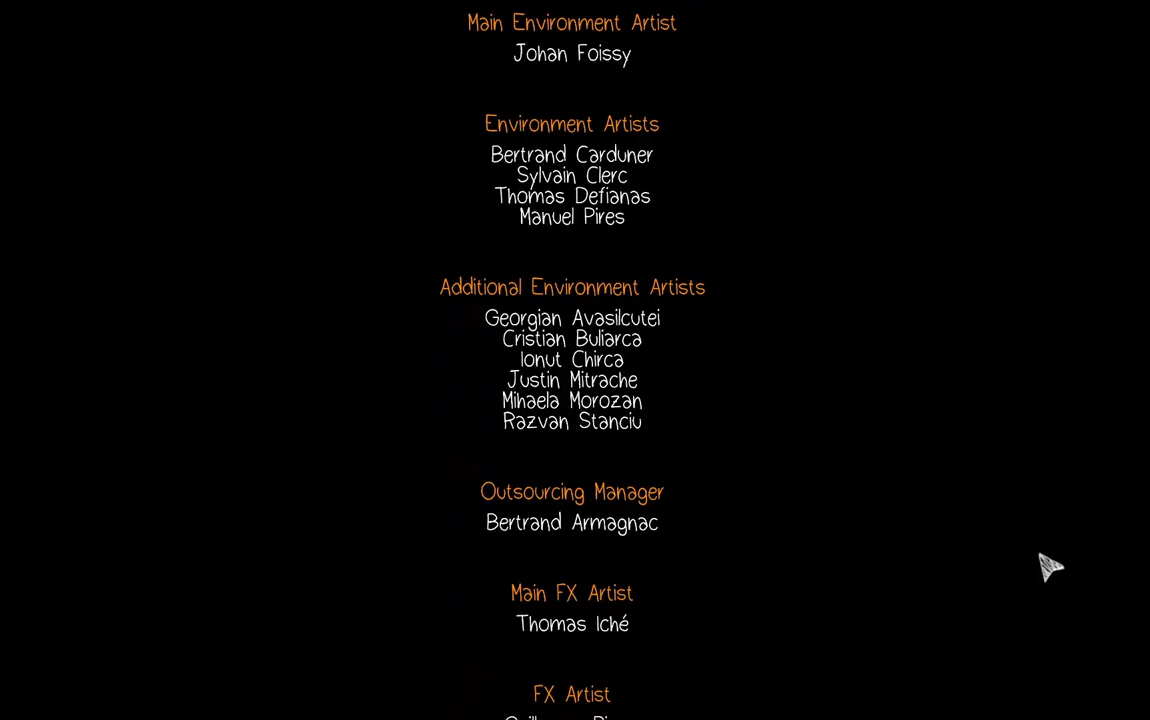 Main Environment Artist
Johan Foissy
Environment Artists
Bertrand Carduner
Sylvain Clerc
Thomas Defianas
Manuel Pires
Additional Environment Artists
Georgian Avasilcutei
Cristian Buliarca
Ionut Chirca
Justin Mitrache
Mihaela Morozan
Razvan Stanciu
Outsourcing Manager
Bertrand Armagnac
Main FX Artist
Thomas Iché
FX Artist